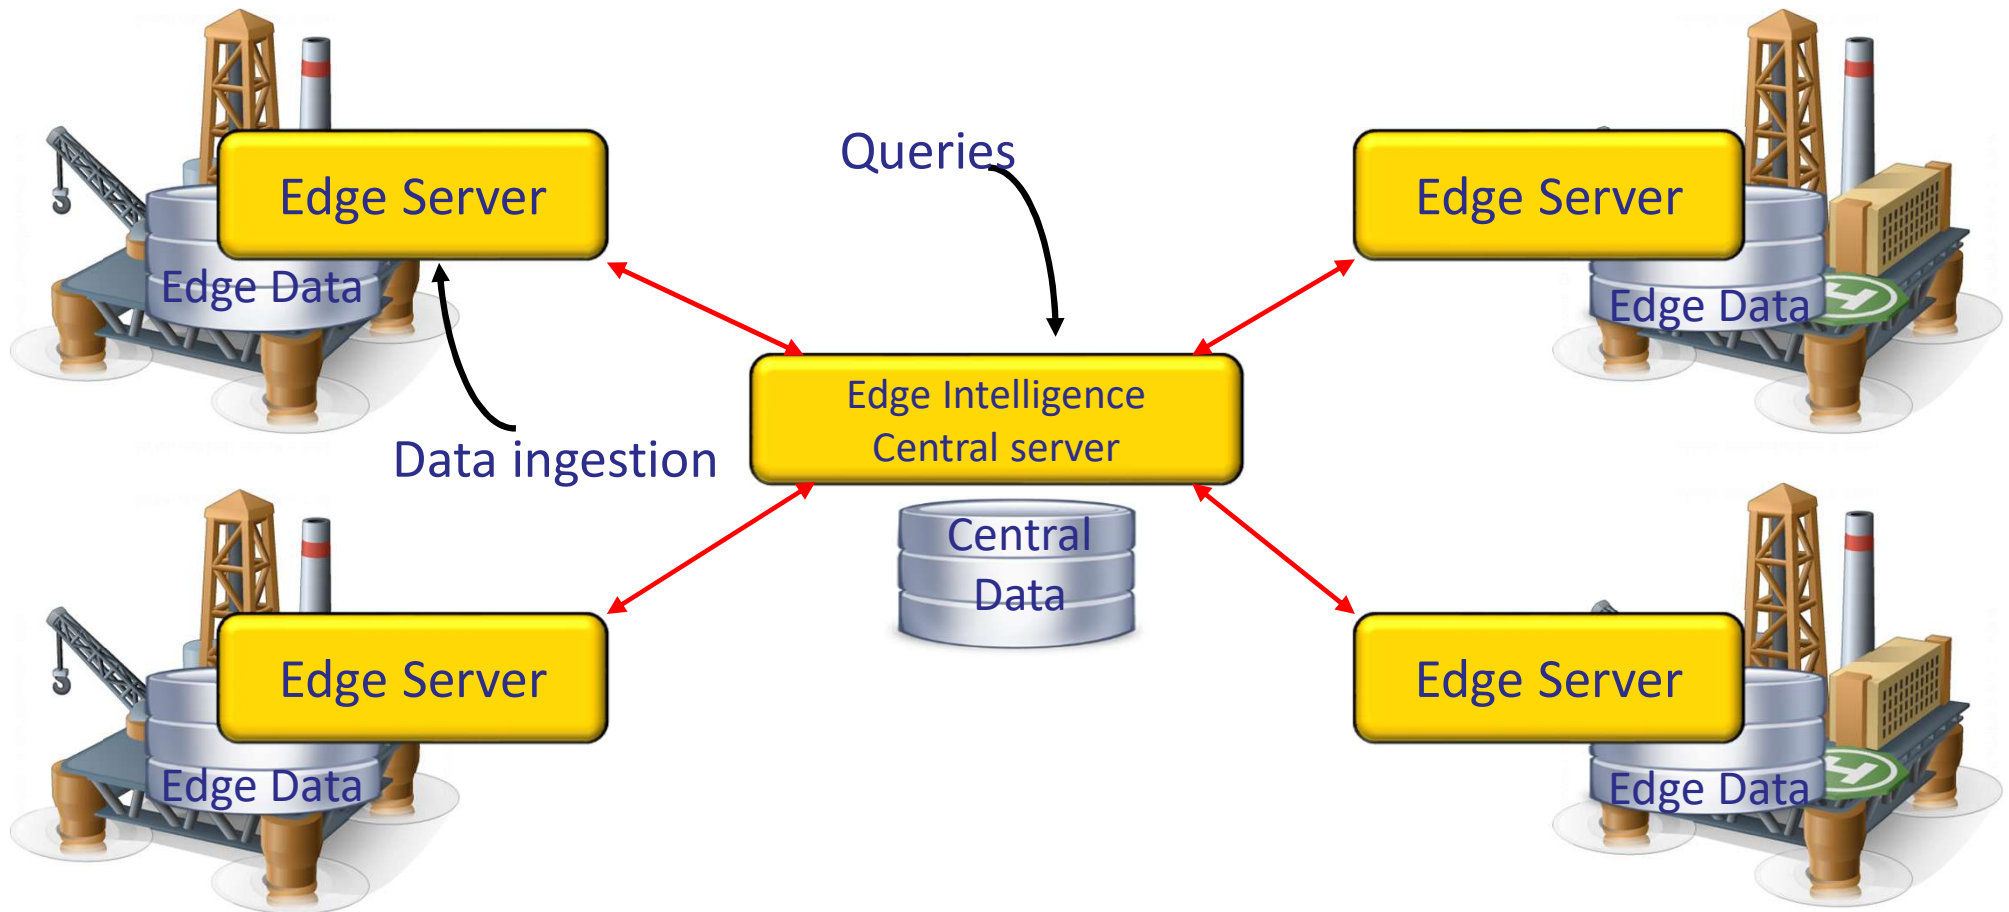 Queries
Edge Server
Edge Server
Edge Data
Edge Data
Edge Intelligence
Central server
Data ingestion
Central
Data
Edge Server
Edge Server
Edge Data
Edge Data